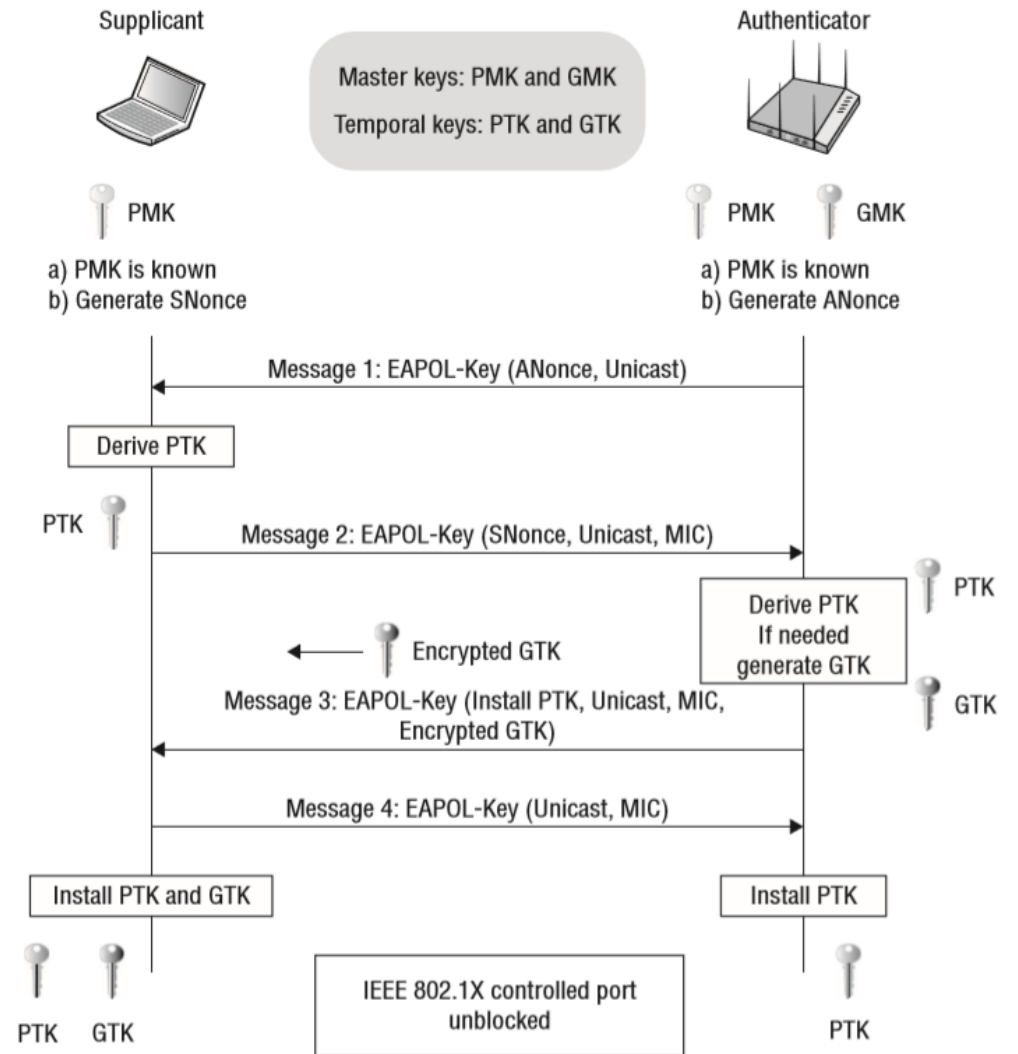 Supplicant
Authenticator
Master keys: PMK and GMK
Temporal keys: PTK and GTK
PMK
PMK
GMK
a) PMK is known
b) Generate SNonce
a) PMK is known
b) Generate ANonce
Message 1: EAPOL-Key (ANonce, Unicast)
Derive PTK
PTK
Message 2: EAPOL-Key (SNonce, Unicast, MIC)
Derive PTK
If needed
generate GTK
PTK
Encrypted GTK
GTK
Message 3: EAPOL-Key (Install PTK, Unicast, MIC,
Encrypted GTK)
Message 4: EAPOL-Key (Unicast, MIC)
Install PTK and GTK
Install PTK
IEEE 802.1X controlled port
unblocked
PTK
GTK
PTK